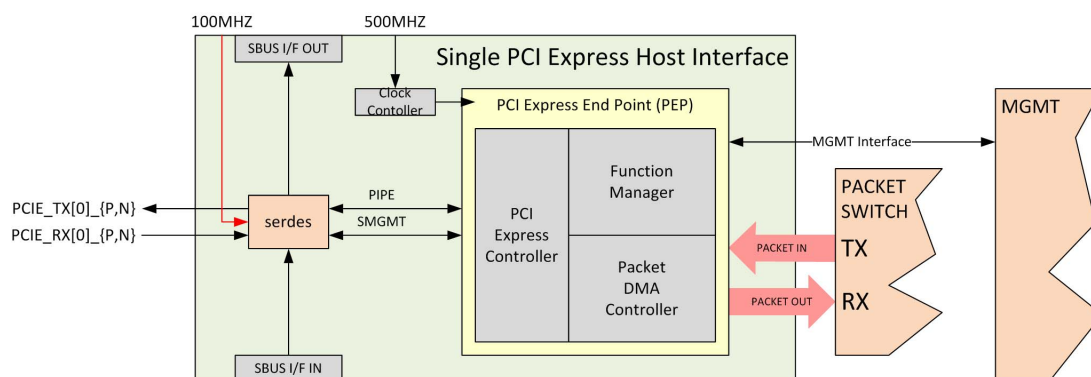 100MHZ
500MHZ
SBUS I/F OUT
Single PCI Express Host Interface
Clock
Contoller
PCI Express End Point (PEP)
MGMT
MGMT Interface
Function
Manager
PACKET
SWITCH
PCIE_TX[0]_{P,N}
PCIE_RX[0]_{P,N}
serdes
PIPE
SMGMT
PCI
Express
Controller
PACKET IN
TX
Packet
DMA
Controller
PACKET OUT
RX
SBUS I/F IN